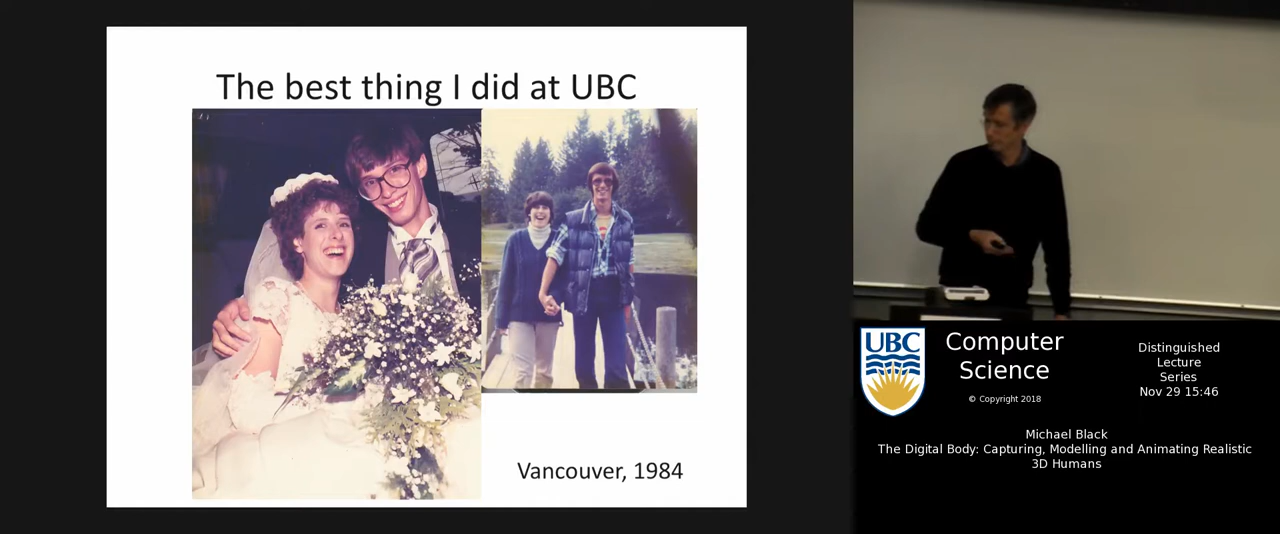 The best thing I did at UBC
Vancouver, 1984
UBC
Computer
Science
© Copyright 2018
Distinguished
Lecture
Series
Nov 29 15:46
Michael Black
The Digital Body: Capturing, Modelling and Animating Realistic
3D Humans